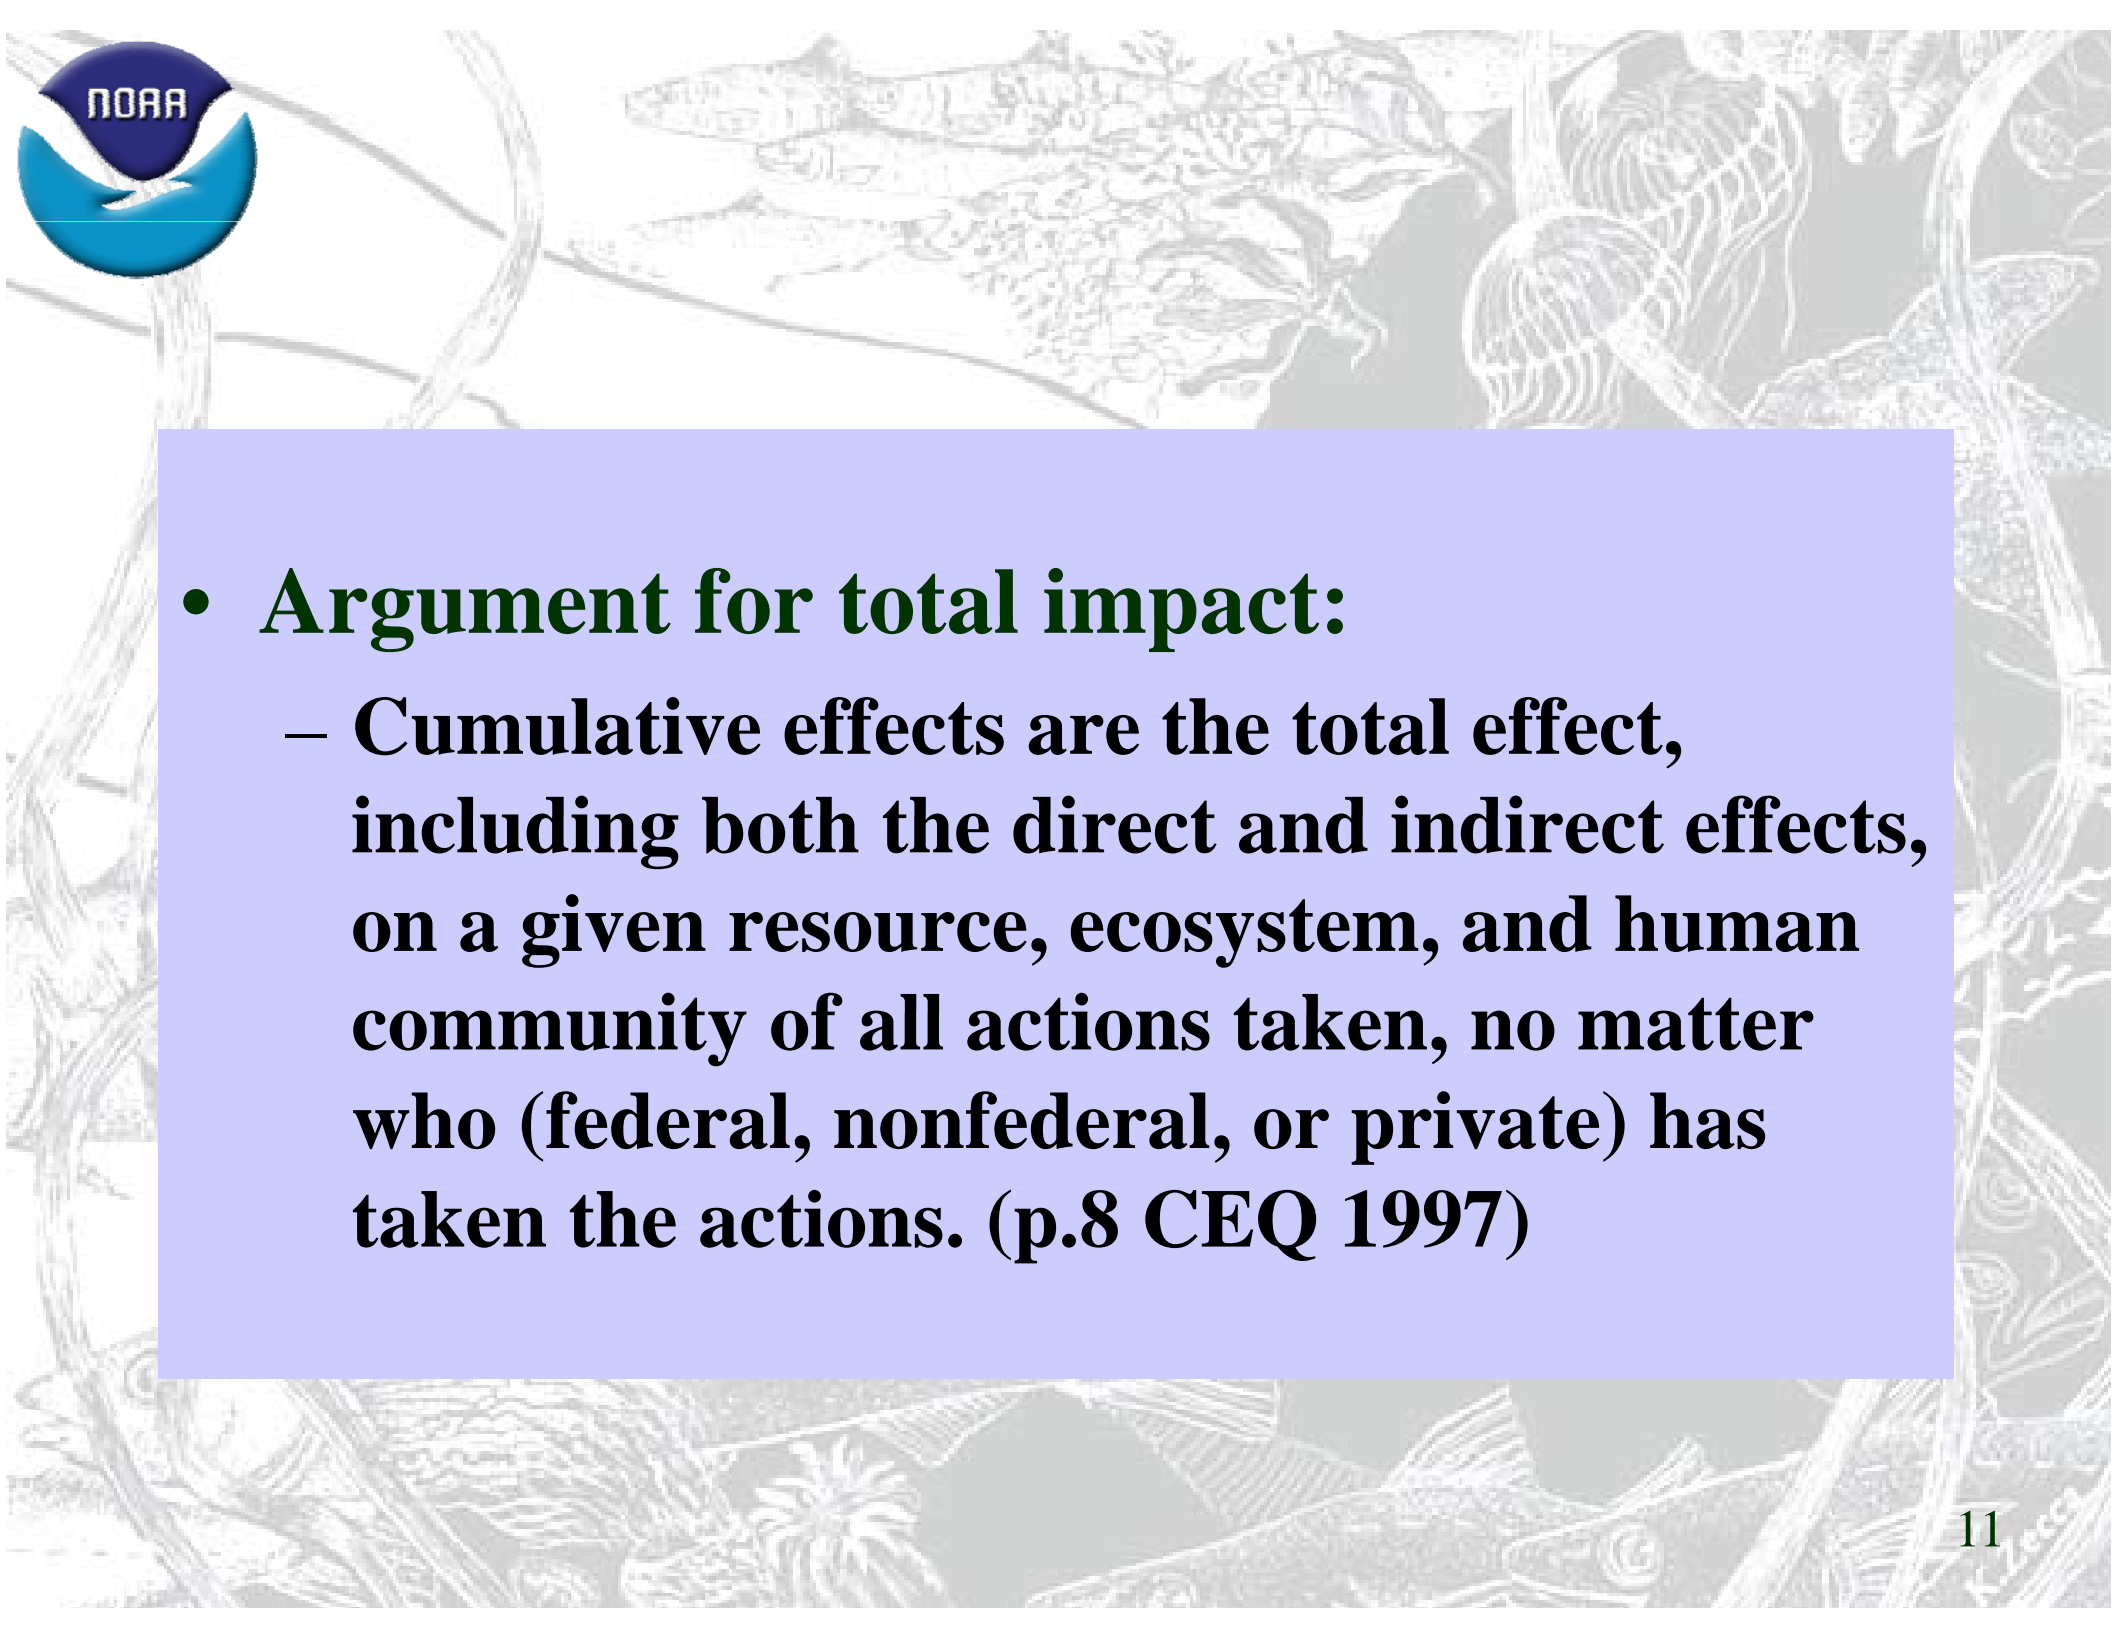 NOAA
• Argument for total impact:
– Cumulative effects are the total effect,
including both the direct and indirect effects,
on a given resource, ecosystem, and human
community of all actions taken, no matter
who (federal, nonfederal, or private) has
taken the actions. (p.8 CEQ 1997)
11